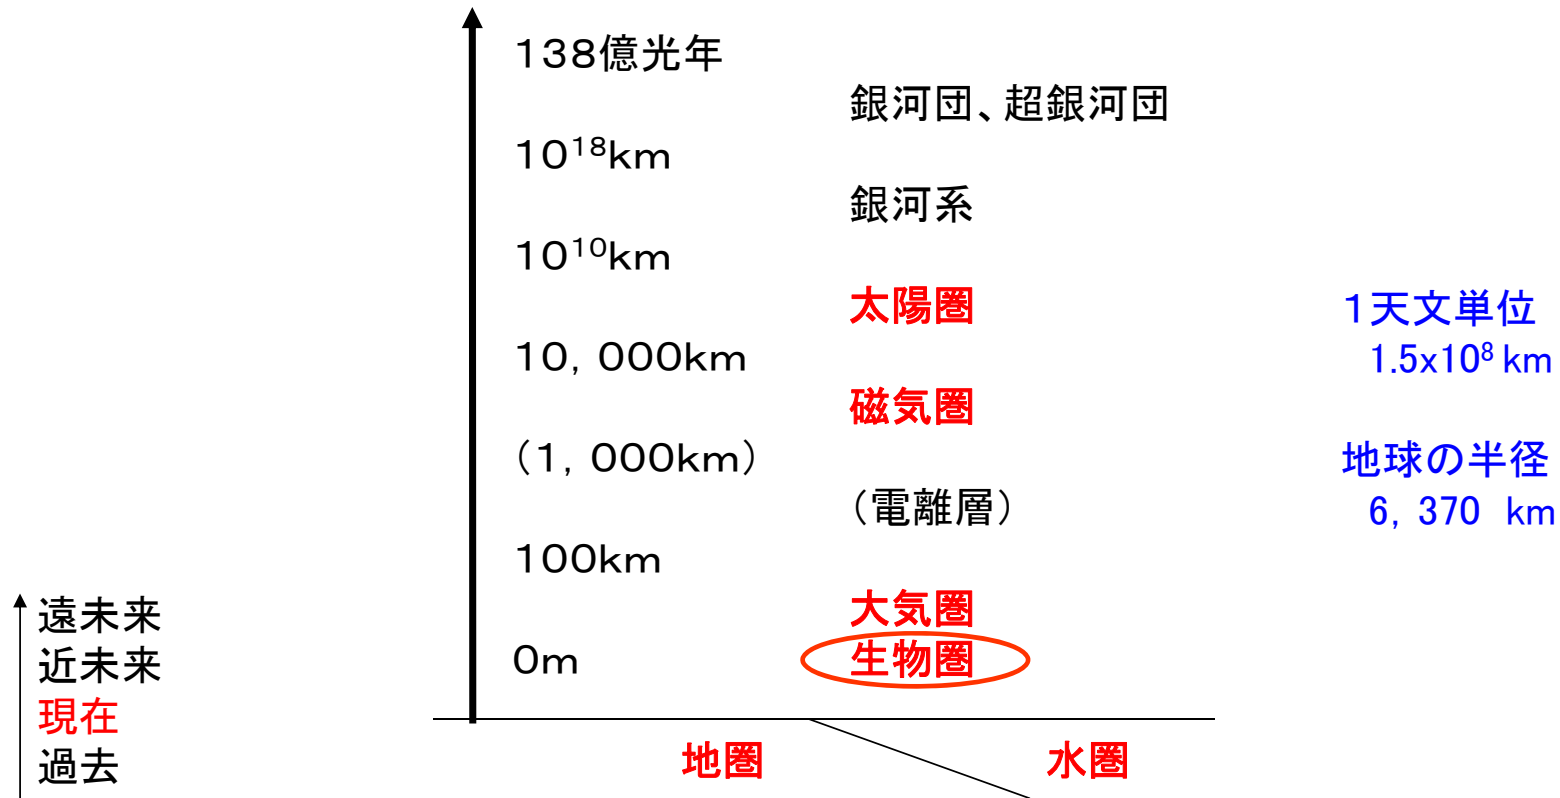 138億光年
銀河団、超銀河団
10¹⁸km
銀河系
10¹⁰km
太陽圏
1天文単位
10, 000km
1.5x10⁸ km
磁気圏
(1, 000km)
地球の半径
(電離層)
6, 370 km
100km
大気圏
遠未来
0m
生物圏
近未来
現在
過去
地圏
水圏